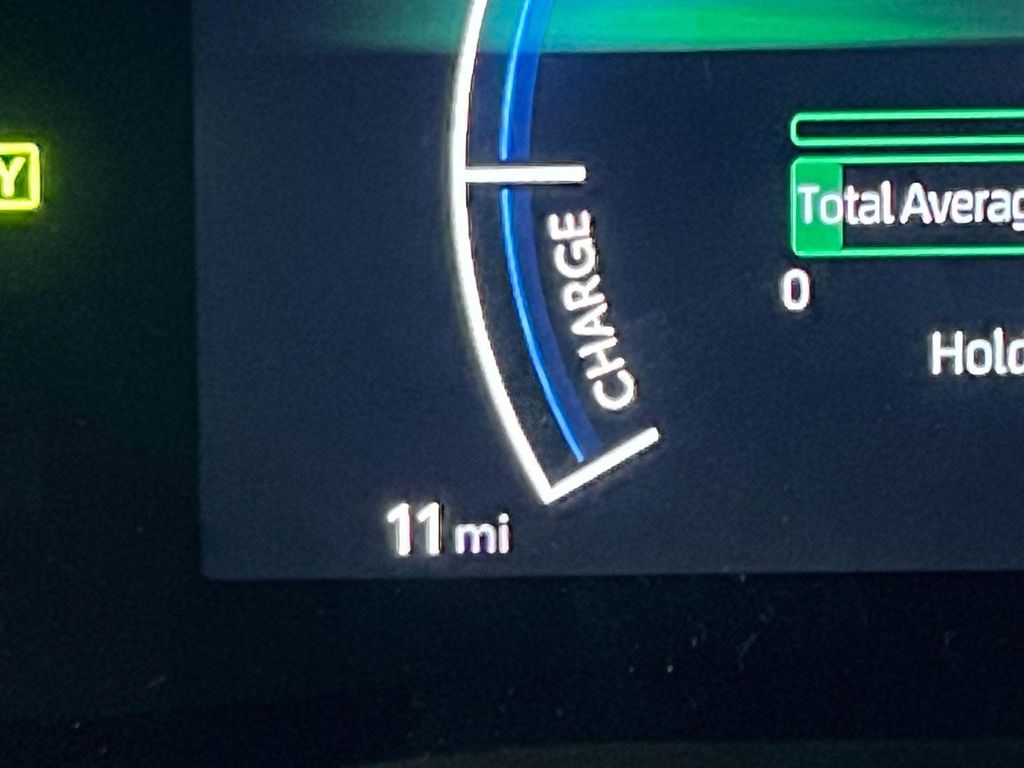 Y
Total Averag
0
CHARGE
Hold
11 mi